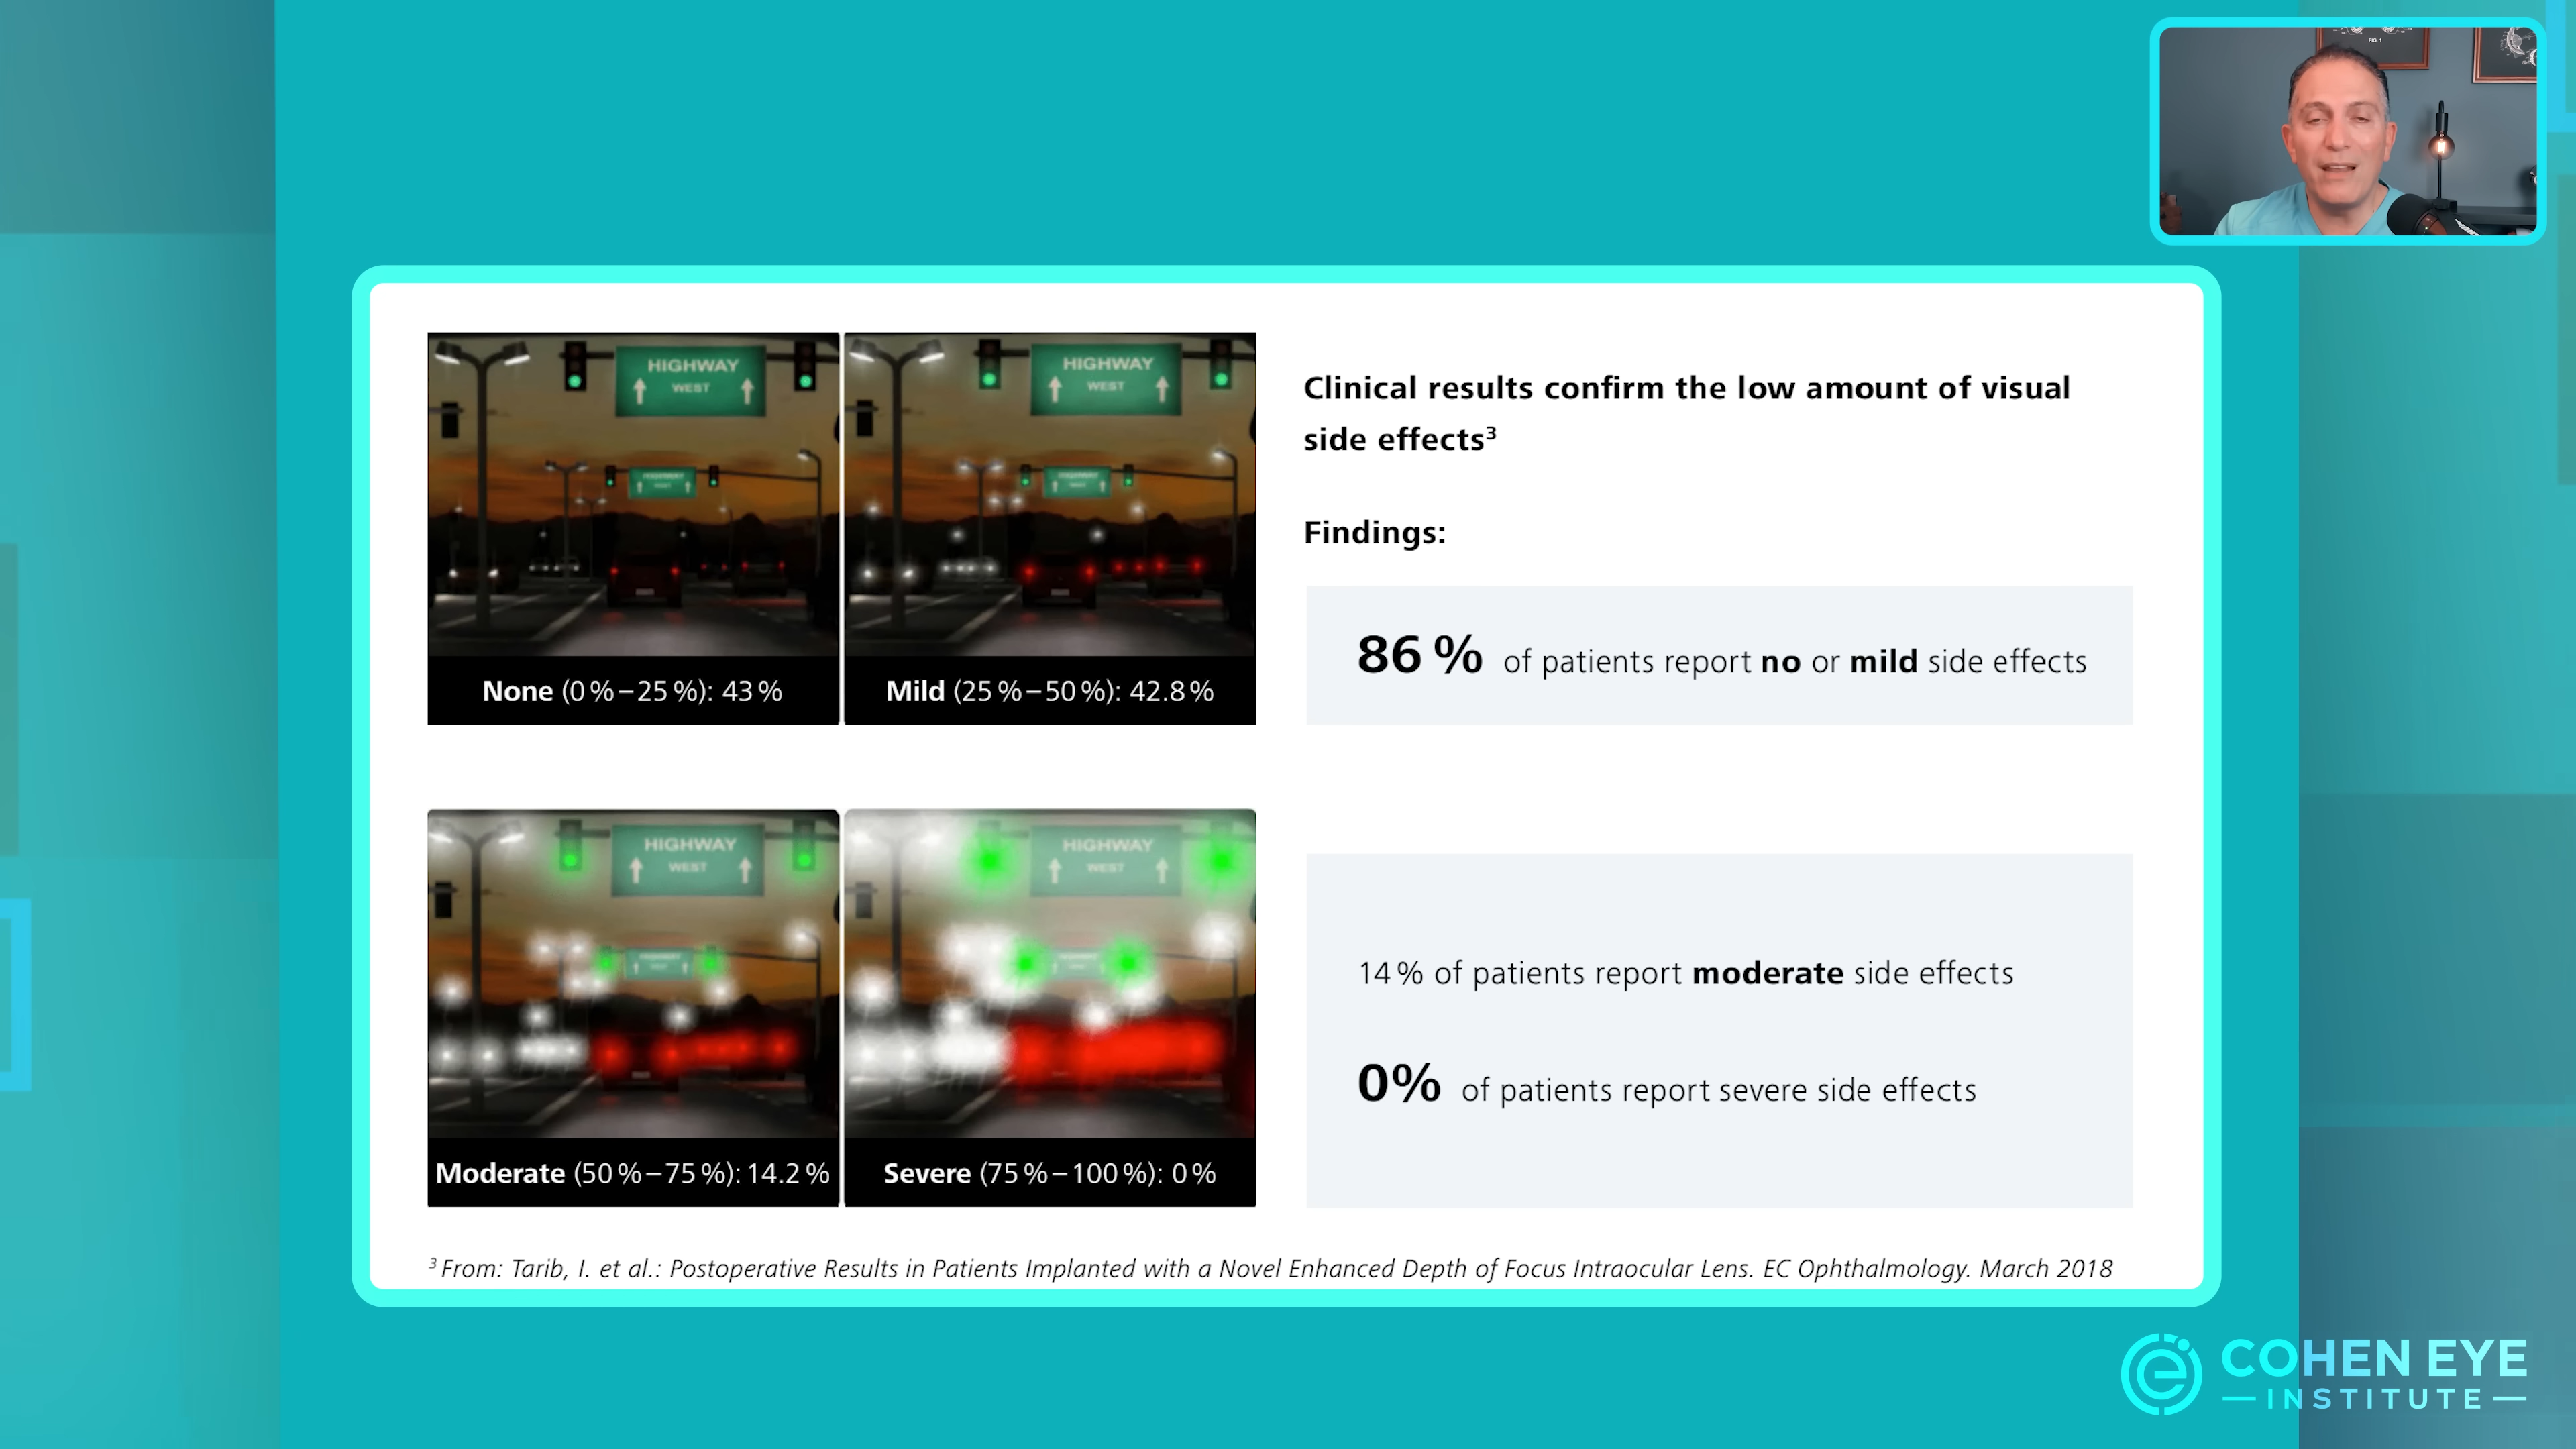 FIG. 1
HIGHWAY
WEST
HIGHWAY
WEST
None (0 %–25 %): 43 %
Mild (25 %–50 %): 42.8 %
Clinical results confirm the low amount of visual
side effects³
Findings:
86 % of patients report no or mild side effects
HIGHWAY
WEST
HIGHWAY
WEST
Moderate (50 %–75 %): 14.2 %
Severe (75 %–100 %): 0 %
14 % of patients report moderate side effects
0% of patients report severe side effects
³ From: Tarib, I. et al.: Postoperative Results in Patients Implanted with a Novel Enhanced Depth of Focus Intraocular Lens. EC Ophthalmology. March 2018
COHEN EYE
INSTITUTE